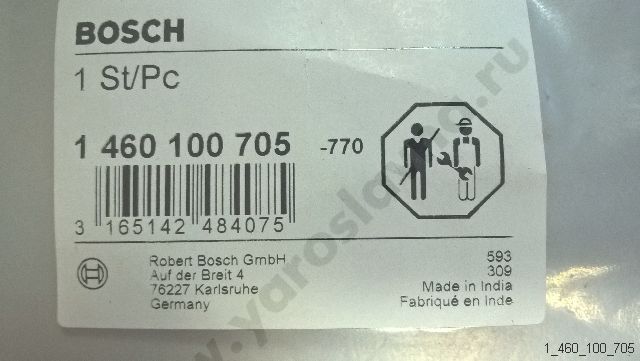 BOSCH
1 St/Pc
1 460 100 705 -770
3 165142 484075
Robert Bosch GmbH
Auf der Breit 4
76227 Karlsruhe
Germany
593
309
Made in India
Fabriqué en Inde
1_460_100_705